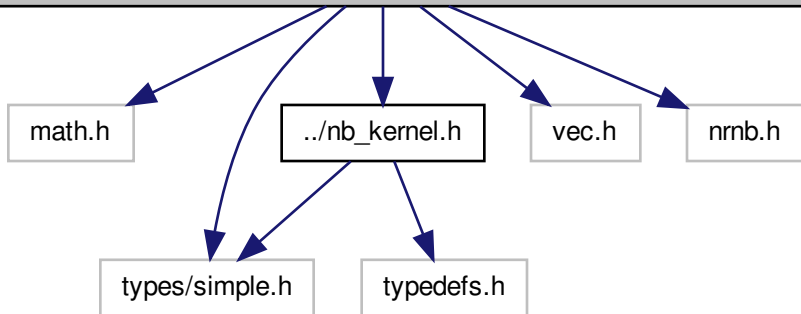 math.h
../nb_kernel.h
vec.h
nrnb.h
types/simple.h
typedefs.h